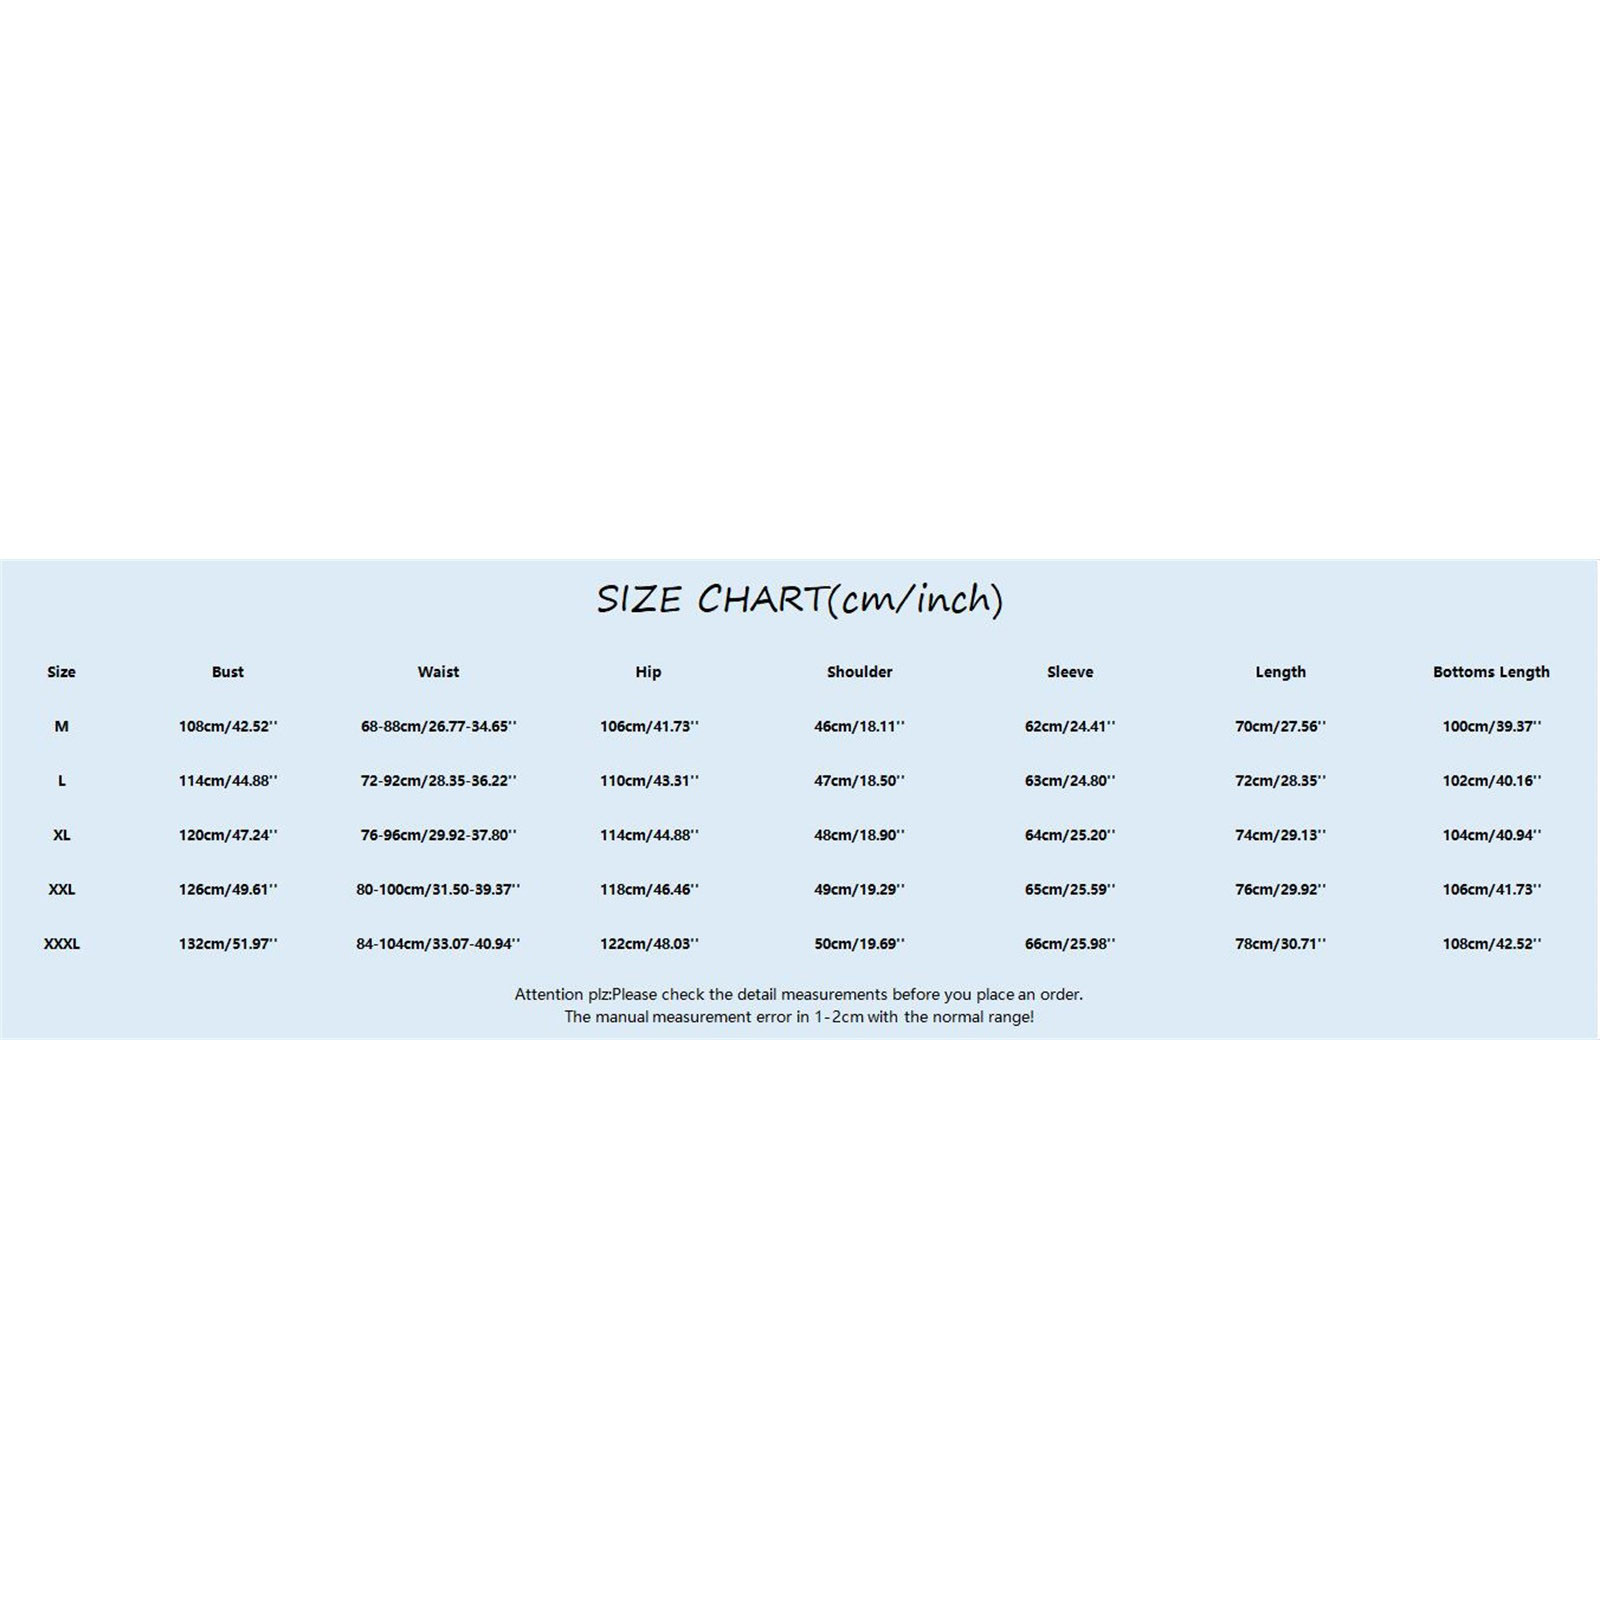 SIZE CHART(cm/inch)
Size Bust Waist Hip Shoulder Sleeve Length Bottoms Length
M 108cm/42.52'' 68-88cm/26.77-34.65'' 106cm/41.73'' 46cm/18.11'' 62cm/24.41'' 70cm/27.56'' 100cm/39.37''
L 114cm/44.88'' 72-92cm/28.35-36.22'' 110cm/43.31'' 47cm/18.50'' 63cm/24.80'' 72cm/28.35'' 102cm/40.16''
XL 120cm/47.24'' 76-96cm/29.92-37.80'' 114cm/44.88'' 48cm/18.90'' 64cm/25.20'' 74cm/29.13'' 104cm/40.94''
XXL 126cm/49.61'' 80-100cm/31.50-39.37'' 118cm/46.46'' 49cm/19.29'' 65cm/25.59'' 76cm/29.92'' 106cm/41.73''
XXXL 132cm/51.97'' 84-104cm/33.07-40.94'' 122cm/48.03'' 50cm/19.69'' 66cm/25.98'' 78cm/30.71'' 108cm/42.52''
Attention plz:Please check the detail measurements before you place an order.
The manual measurement error in 1-2cm with the normal range!